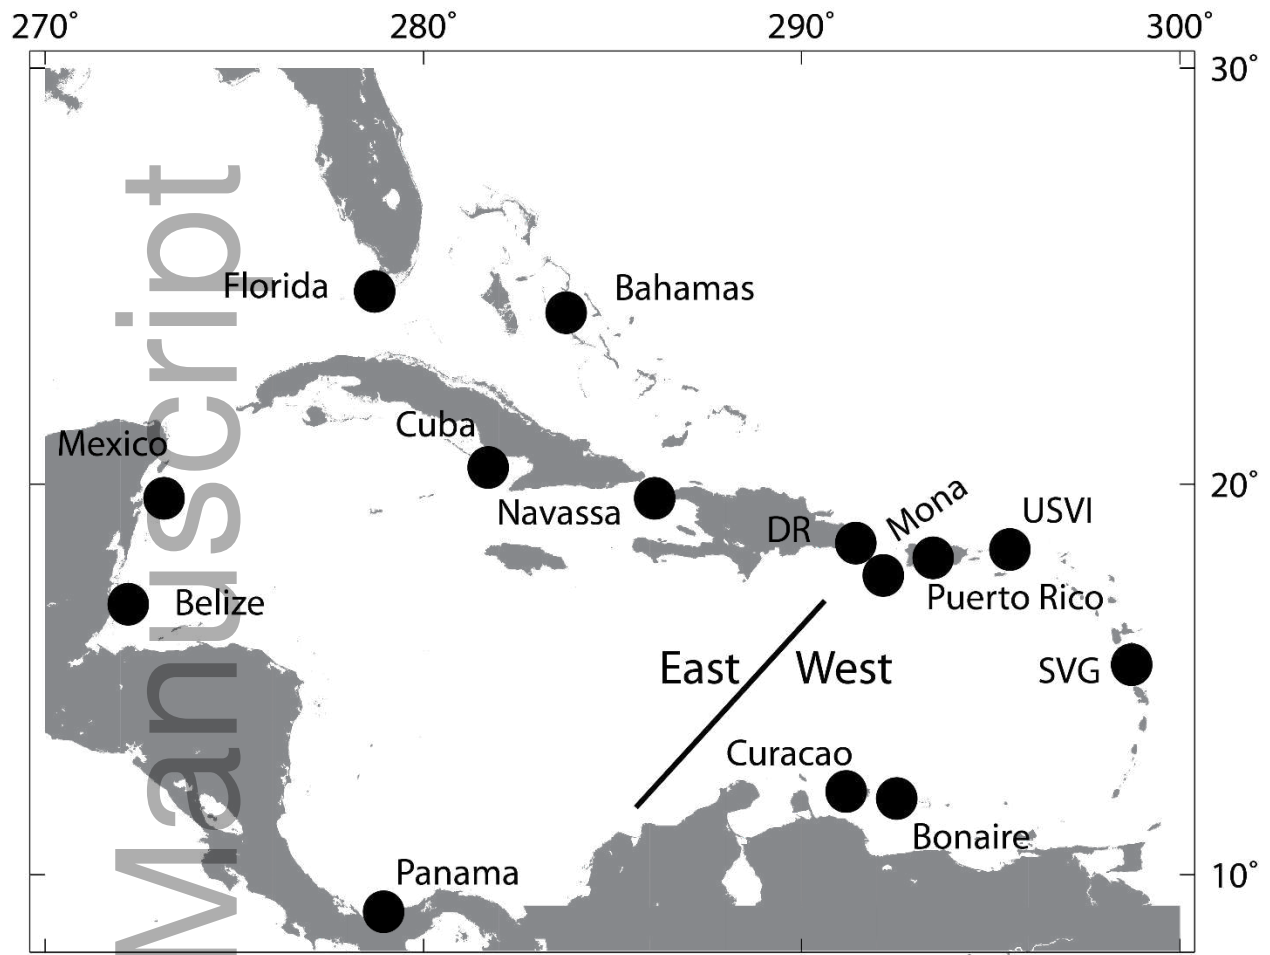 270˚ 280˚ 290˚ 300˚
30˚
Florida
Bahamas
Cuba
Mexico
20˚
Navassa
DR
Mona
USVI
Belize
Puerto Rico
East
West
SVG
Curacao
Bonaire
Panama
10˚
Manuscript